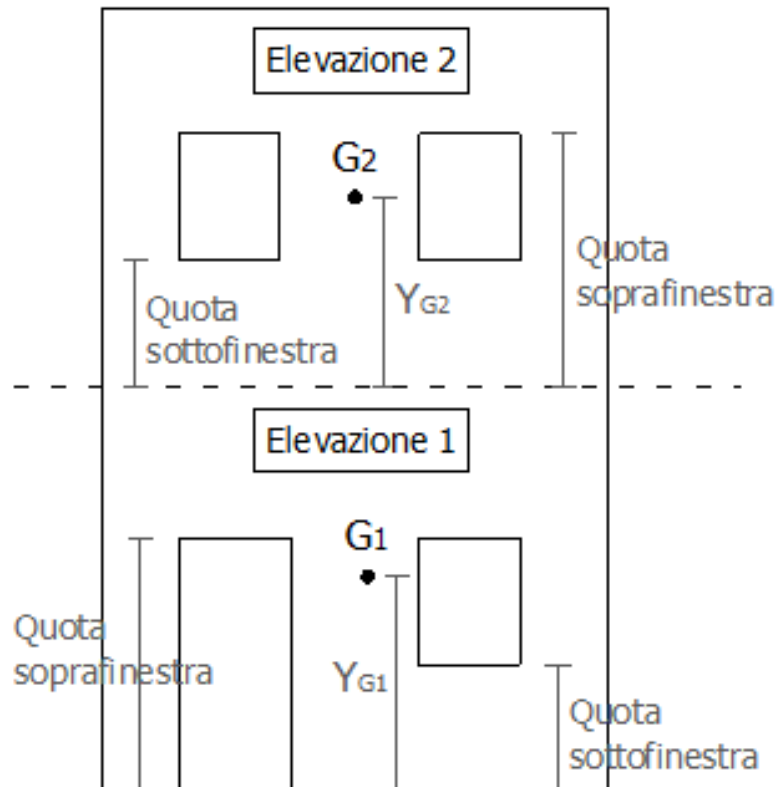 Elevazione 2
G2
Quota
soprafinestra
YG2
Quota
sottofinestra
Elevazione 1
G1
Quota
soprafinestra
YG1
Quota
sottofinestra